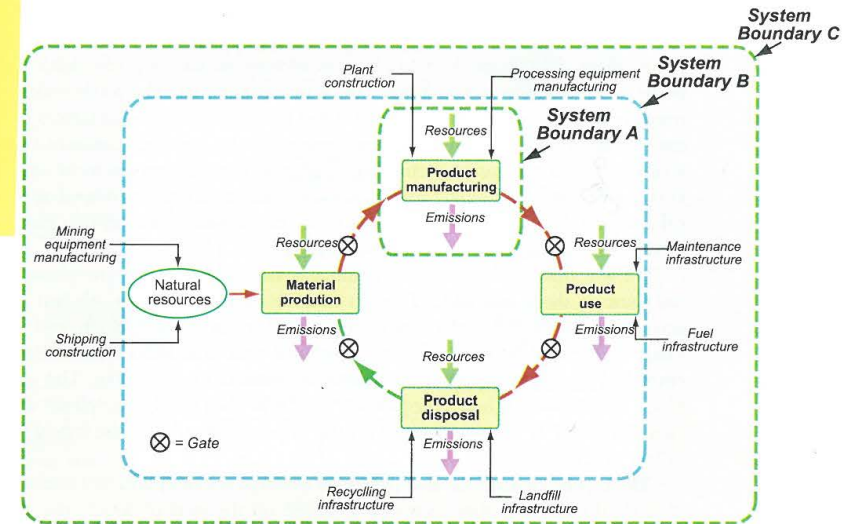 System
Boundary C
System
Boundary B
System
Boundary A
Plant
construction
Processing equipment
manufacturing
Resources
Product
manufacturing
Emissions
Mining
equipment
manufacturing
Natural
resources
Shipping
construction
Resources
Material
prodution
Emissions
Resources
Product
use
Emissions
Maintenance
infrastructure
Fuel
infrastructure
Resources
Product
disposal
Emissions
= Gate
Recyclling
infrastructure
Landfill
infrastructure